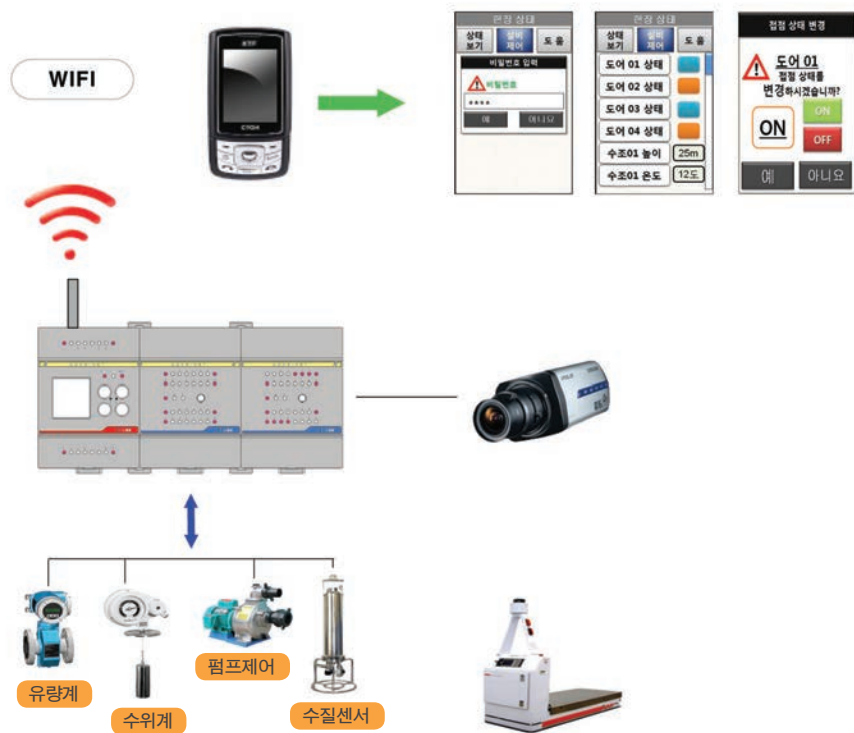 WIFI
CYON
현장 상태
상태
보기
설비
제어
도 움
비밀번호 입력
비밀번호
****
예
아니요
현장 상태
상태
보기
설비
제어
도 움
도어 01 상태
도어 02 상태
도어 03 상태
도어 04 상태
수조01 높이
25m
수조01 온도
12도
접점 상태 변경
도어 01
접점 상태를
변경하시겠습니까?
ON
ON
OFF
예
아니요
유량계
수위계
펌프제어
수질센서